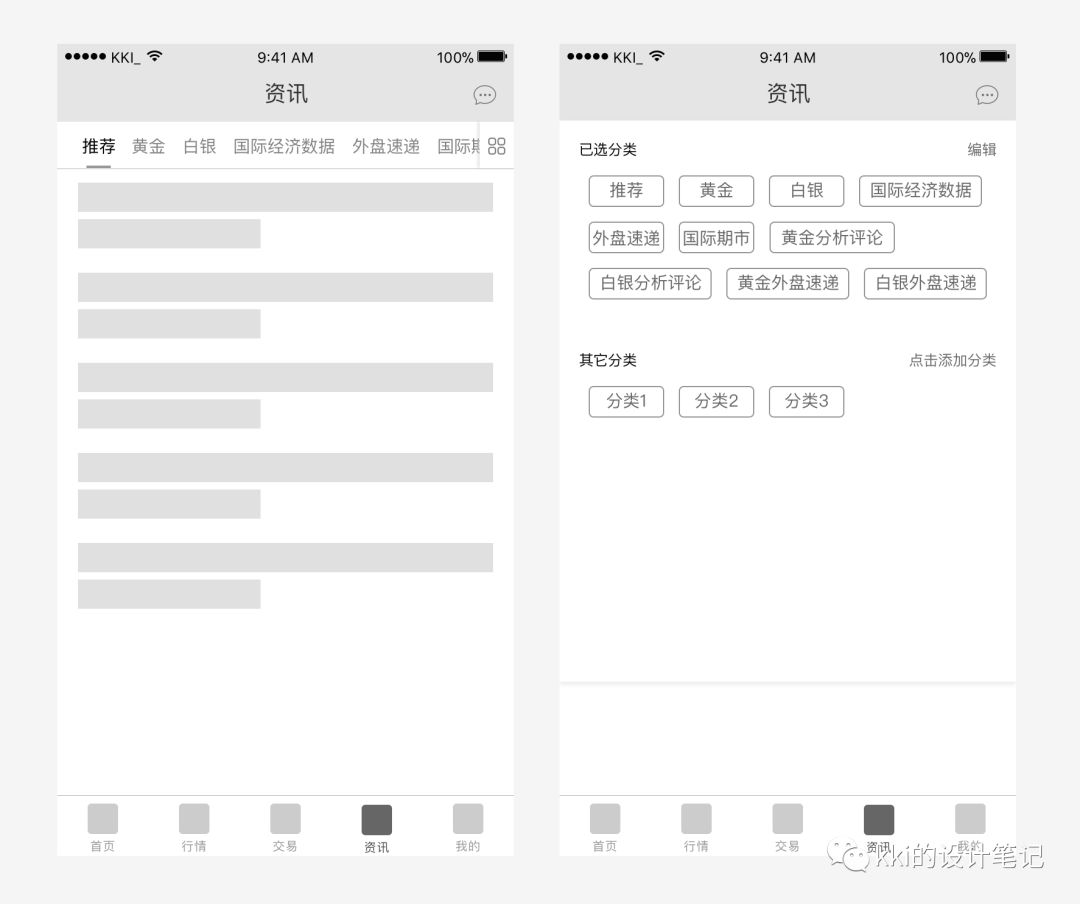 KKI_ 9:41 AM 100%
资讯
推荐 黄金 白银 国际经济数据 外盘速递 国际
首页 行情 交易 资讯 我的
KKI_ 9:41 AM 100%
资讯
已选分类 编辑
推荐 黄金 白银 国际经济数据
外盘速递 国际期市 黄金分析评论
白银分析评论 黄金外盘速递 白银外盘速递
其它分类 点击添加分类
分类1 分类2 分类3
首页 行情 交易 资讯 我的
kki的设计笔记